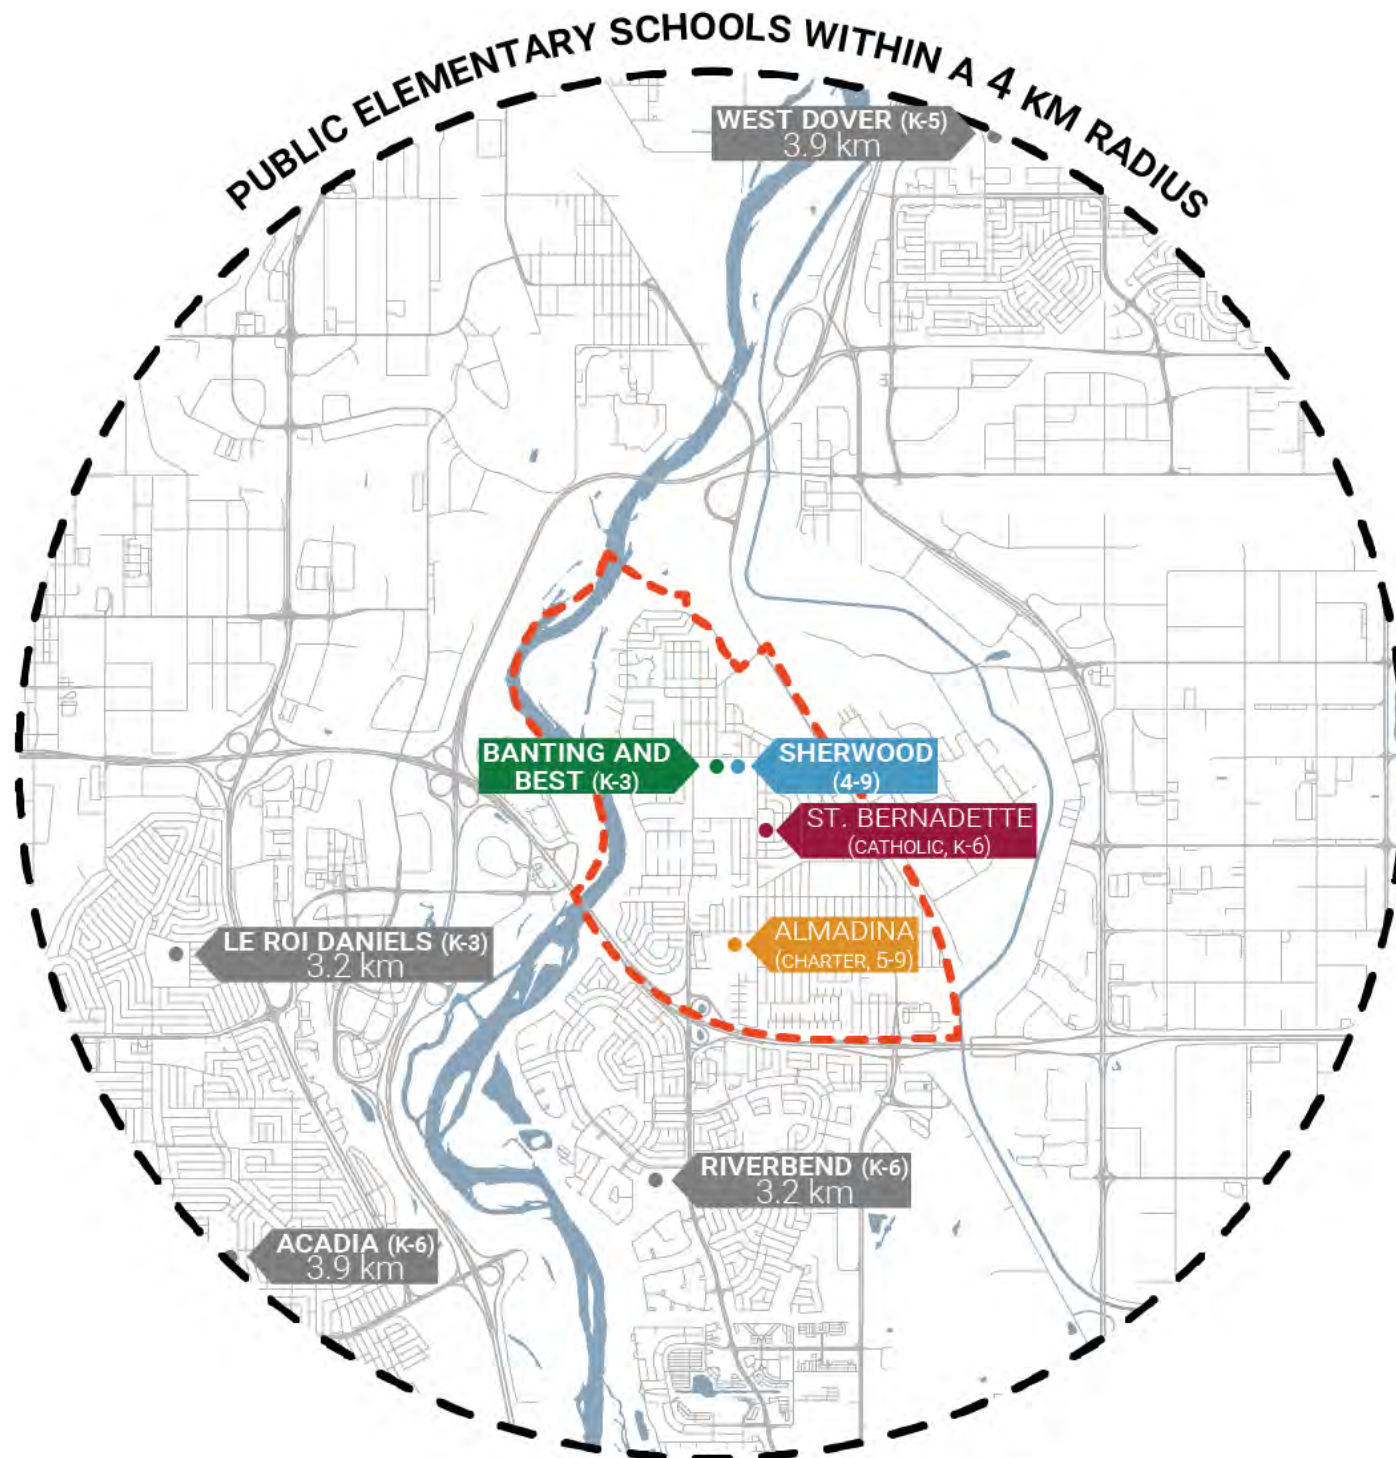 PUBLIC ELEMENTARY SCHOOLS WITHIN A 4 KM RADIUS
WEST DOVER (K-5)
3.9 km
BANTING AND
BEST (K-3)
SHERWOOD
(4-9)
ST. BERNADETTE
(CATHOLIC, K-6)
LE ROI DANIELS (K-3)
3.2 km
ALMADINA
(CHARTER, 5-9)
RIVERBEND (K-6)
3.2 km
ACADIA (K-6)
3.9 km